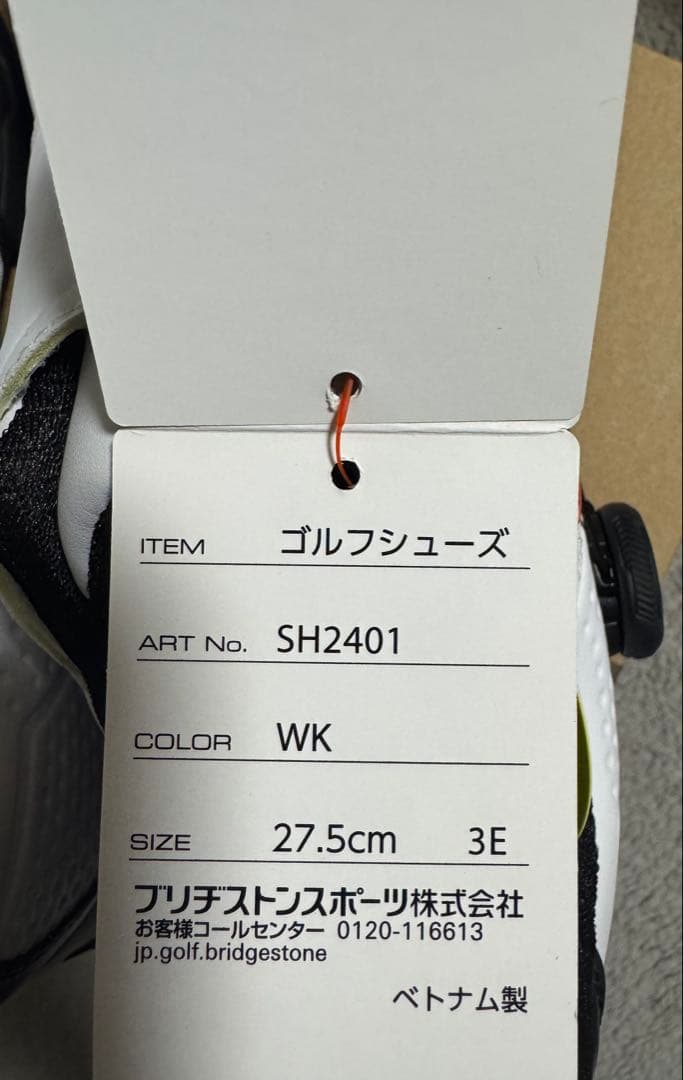 ITEM ゴルフシューズ
ART No. SH2401
COLOR WK
SIZE 27.5cm 3E
ブリヂストンスポーツ株式会社
お客様コールセンター 0120-116613
jp.golf.bridgestone
ベトナム製